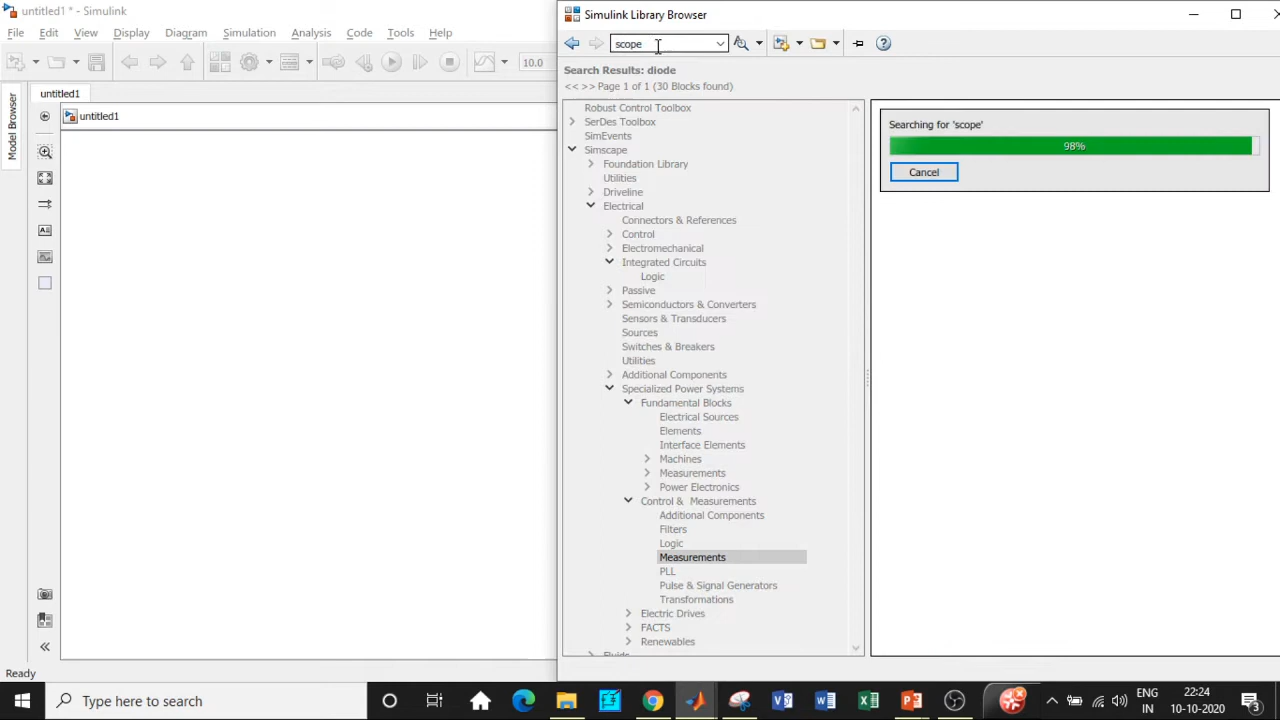 untitled1 * - Simulink
File Edit View Display Diagram Simulation Analysis Code Tools Help
10.0
untitled1
Model Browser
untitled1
Ready
Simulink Library Browser
scope
Search Results: diode
<< >> Page 1 of 1 (30 Blocks found)
Robust Control Toolbox
SerDes Toolbox
SimEvents
Simscape
Foundation Library
Utilities
Driveline
Electrical
Connectors & References
Control
Electromechanical
Integrated Circuits
Logic
Passive
Semiconductors & Converters
Sensors & Transducers
Sources
Switches & Breakers
Utilities
Additional Components
Specialized Power Systems
Fundamental Blocks
Electrical Sources
Elements
Interface Elements
Machines
Measurements
Power Electronics
Control & Measurements
Additional Components
Filters
Logic
Measurements
PLL
Pulse & Signal Generators
Transformations
Electric Drives
FACTS
Renewables
Fluids
Searching for 'scope'
98%
Cancel
Type here to search
ENG
IN
22:24
10-10-2020
3